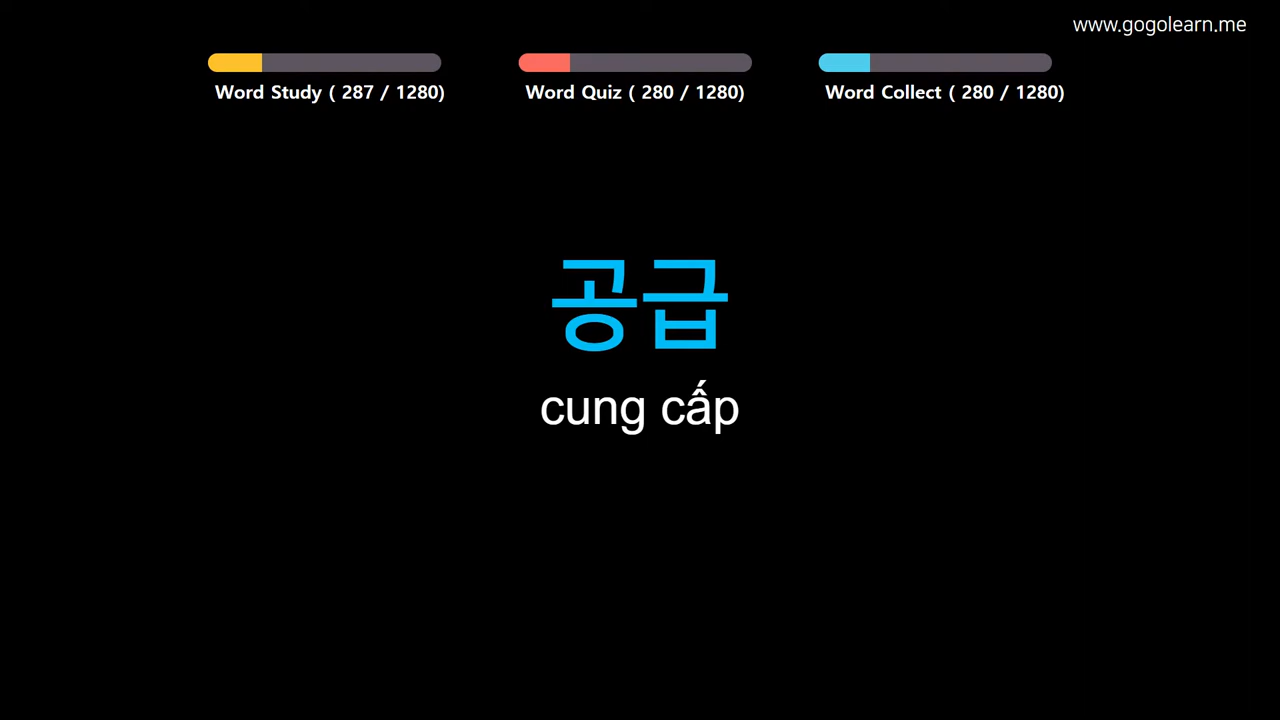 www.gogolearn.me
Word Study ( 287 / 1280)
Word Quiz ( 280 / 1280)
Word Collect ( 280 / 1280)
공급
cung cấp